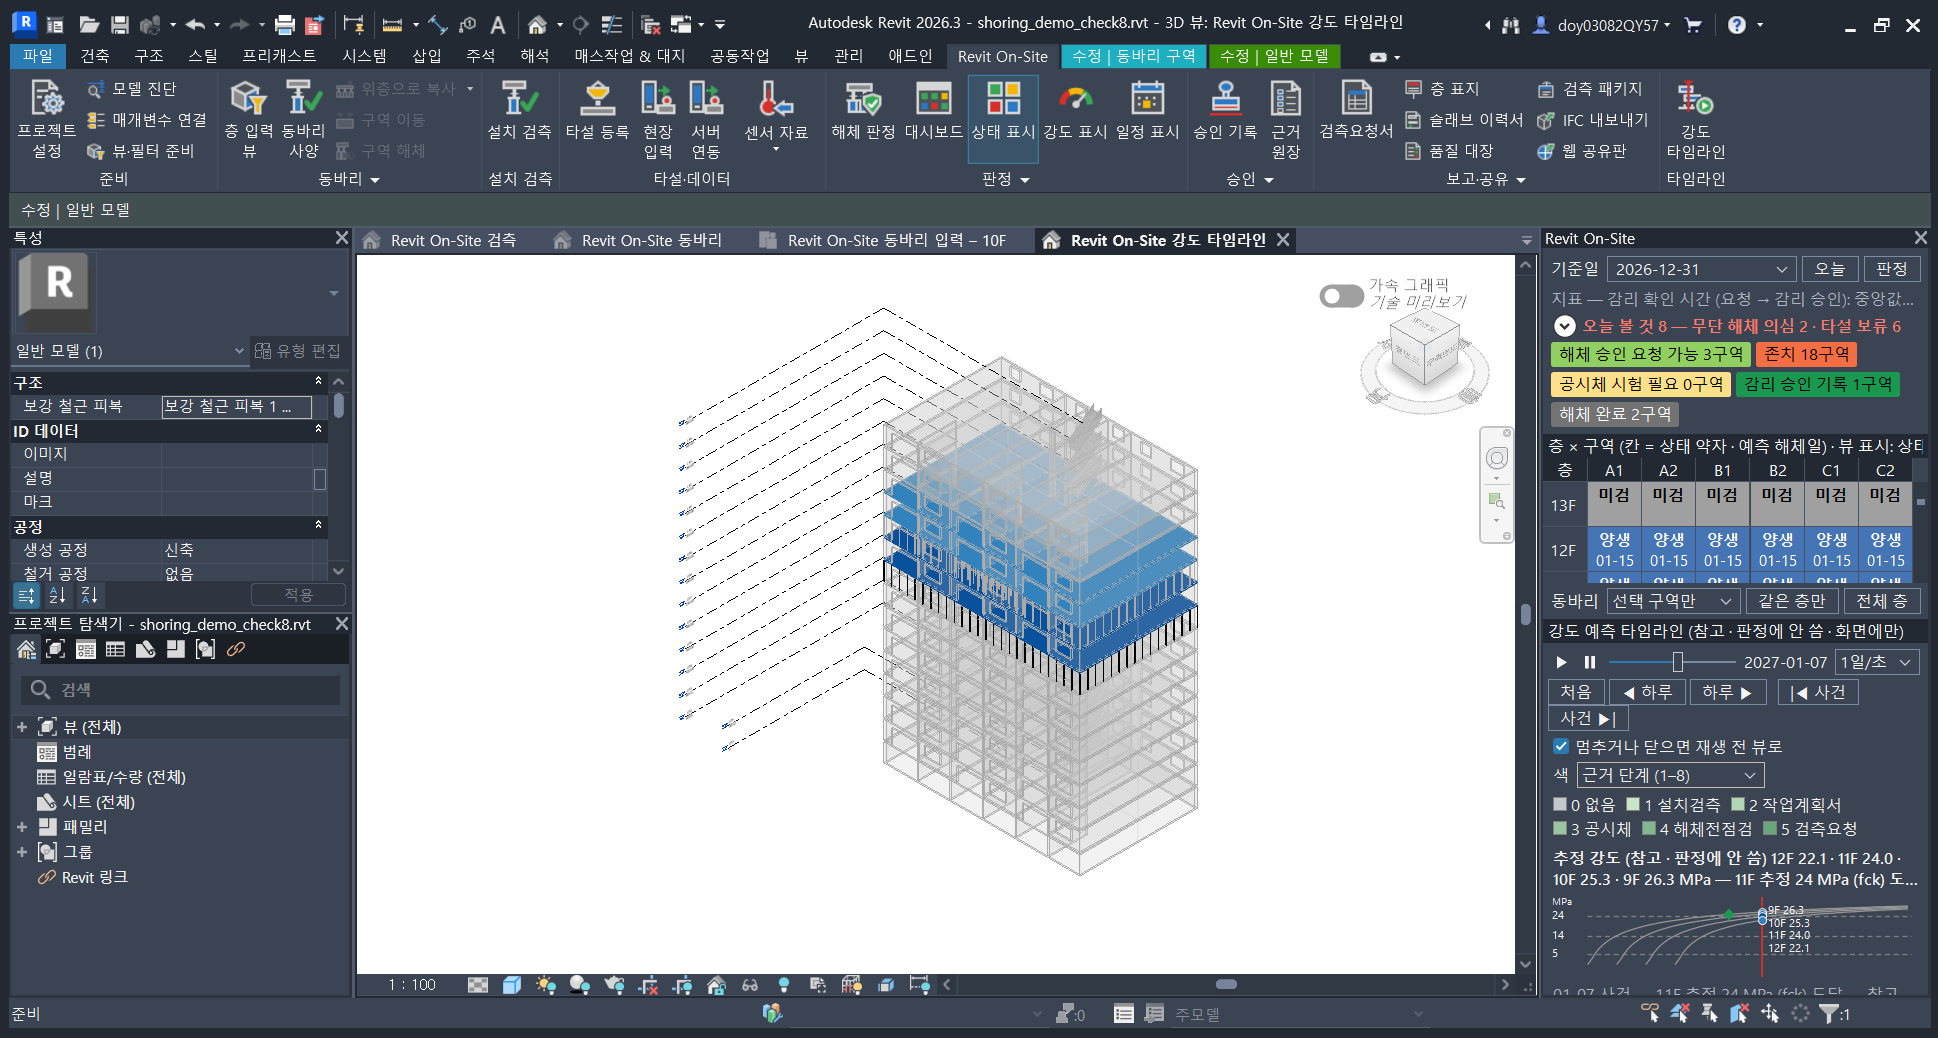 Autodesk Revit 2026.3 - shoring_demo_check8.rvt - 3D 뷰: Revit On-Site 강도 타임라인
doy03082QY57
파일 건축 구조 스틸 프리캐스트 시스템 삽입 주석 해석 매스작업 & 대지 공동작업 뷰 관리 애드인 Revit On-Site 수정 | 동바리 구역 수정 | 일반 모델
프로젝트 설정
모델 진단
매개변수 연결
뷰·필터 준비
준비
층 입력 뷰
동바리 사양
위층으로 복사
구역 이동
구역 해제
동바리
설치 검측
설치 검측
타설 등록
현장 입력
서버 연동
센서 자료
타설·데이터
해체 판정
대시보드
상태 표시
강도 표시
일정 표시
판정
승인 기록
근거 원장
승인
검측요청서
층 표지
슬래브 이력서
품질 대장
검측 패키지
IFC 내보내기
웹 공유판
보고·공유
강도 타임라인
타임라인
수정 | 일반 모델
특성
R
일반 모델 (1)
유형 편집
구조
보강 철근 피복 보강 철근 피복 1 ...
ID 데이터
이미지
설명
마크
공정
생성 공정 신축
철거 공정 없음
적용
프로젝트 탐색기 - shoring_demo_check8.rvt
검색
뷰 (전체)
범례
일람표/수량 (전체)
시트 (전체)
패밀리
그룹
Revit 링크
Revit On-Site 검측
Revit On-Site 동바리
Revit On-Site 동바리 입력 – 10F
Revit On-Site 강도 타임라인
가속 그래픽
기술 미리보기
1 : 100
Revit On-Site
기준일 2026-12-31 오늘 판정
지표 — 감리 확인 시간 (요청 → 감리 승인): 중앙값...
오늘 볼 것 8 — 무단 해체 의심 2 · 타설 보류 6
해체 승인 요청 가능 3구역 존치 18구역
공시체 시험 필요 0구역 감리 승인 기록 1구역
해체 완료 2구역
층 × 구역 (칸 = 상태 약자 · 예측 해체일) · 뷰 표시: 상태
층 A1 A2 B1 B2 C1 C2
13F 미검 미검 미검 미검 미검 미검
12F 양생 양생 양생 양생 양생 양생
01-15 01-15 01-15 01-15 01-15 01-15
양생 양생 양생 양생 양생 양생
동바리 선택 구역만 같은 층만 전체 층
강도 예측 타임라인 (참고 · 판정에 안 씀 · 화면에만)
2027-01-07 1일/초
처음 ◀ 하루 하루 ▶ |◀ 사건
사건 ▶|
멈추거나 닫으면 재생 전 뷰로
색 근거 단계 (1–8)
0 없음 1 설치검측 2 작업계획서
3 공시체 4 해체전점검 5 검측요청
추정 강도 (참고 · 판정에 안 씀) 12F 22.1 · 11F 24.0 ·
10F 25.3 · 9F 26.3 MPa — 11F 추정 24 MPa (fck) 도...
MPa
24
14
5
9F 26.3
10F 25.3
11F 24.0
12F 22.1
01-07 사건 11F 추정 24 MPa (fck) 도달 참고
준비
:0
주모델
:1